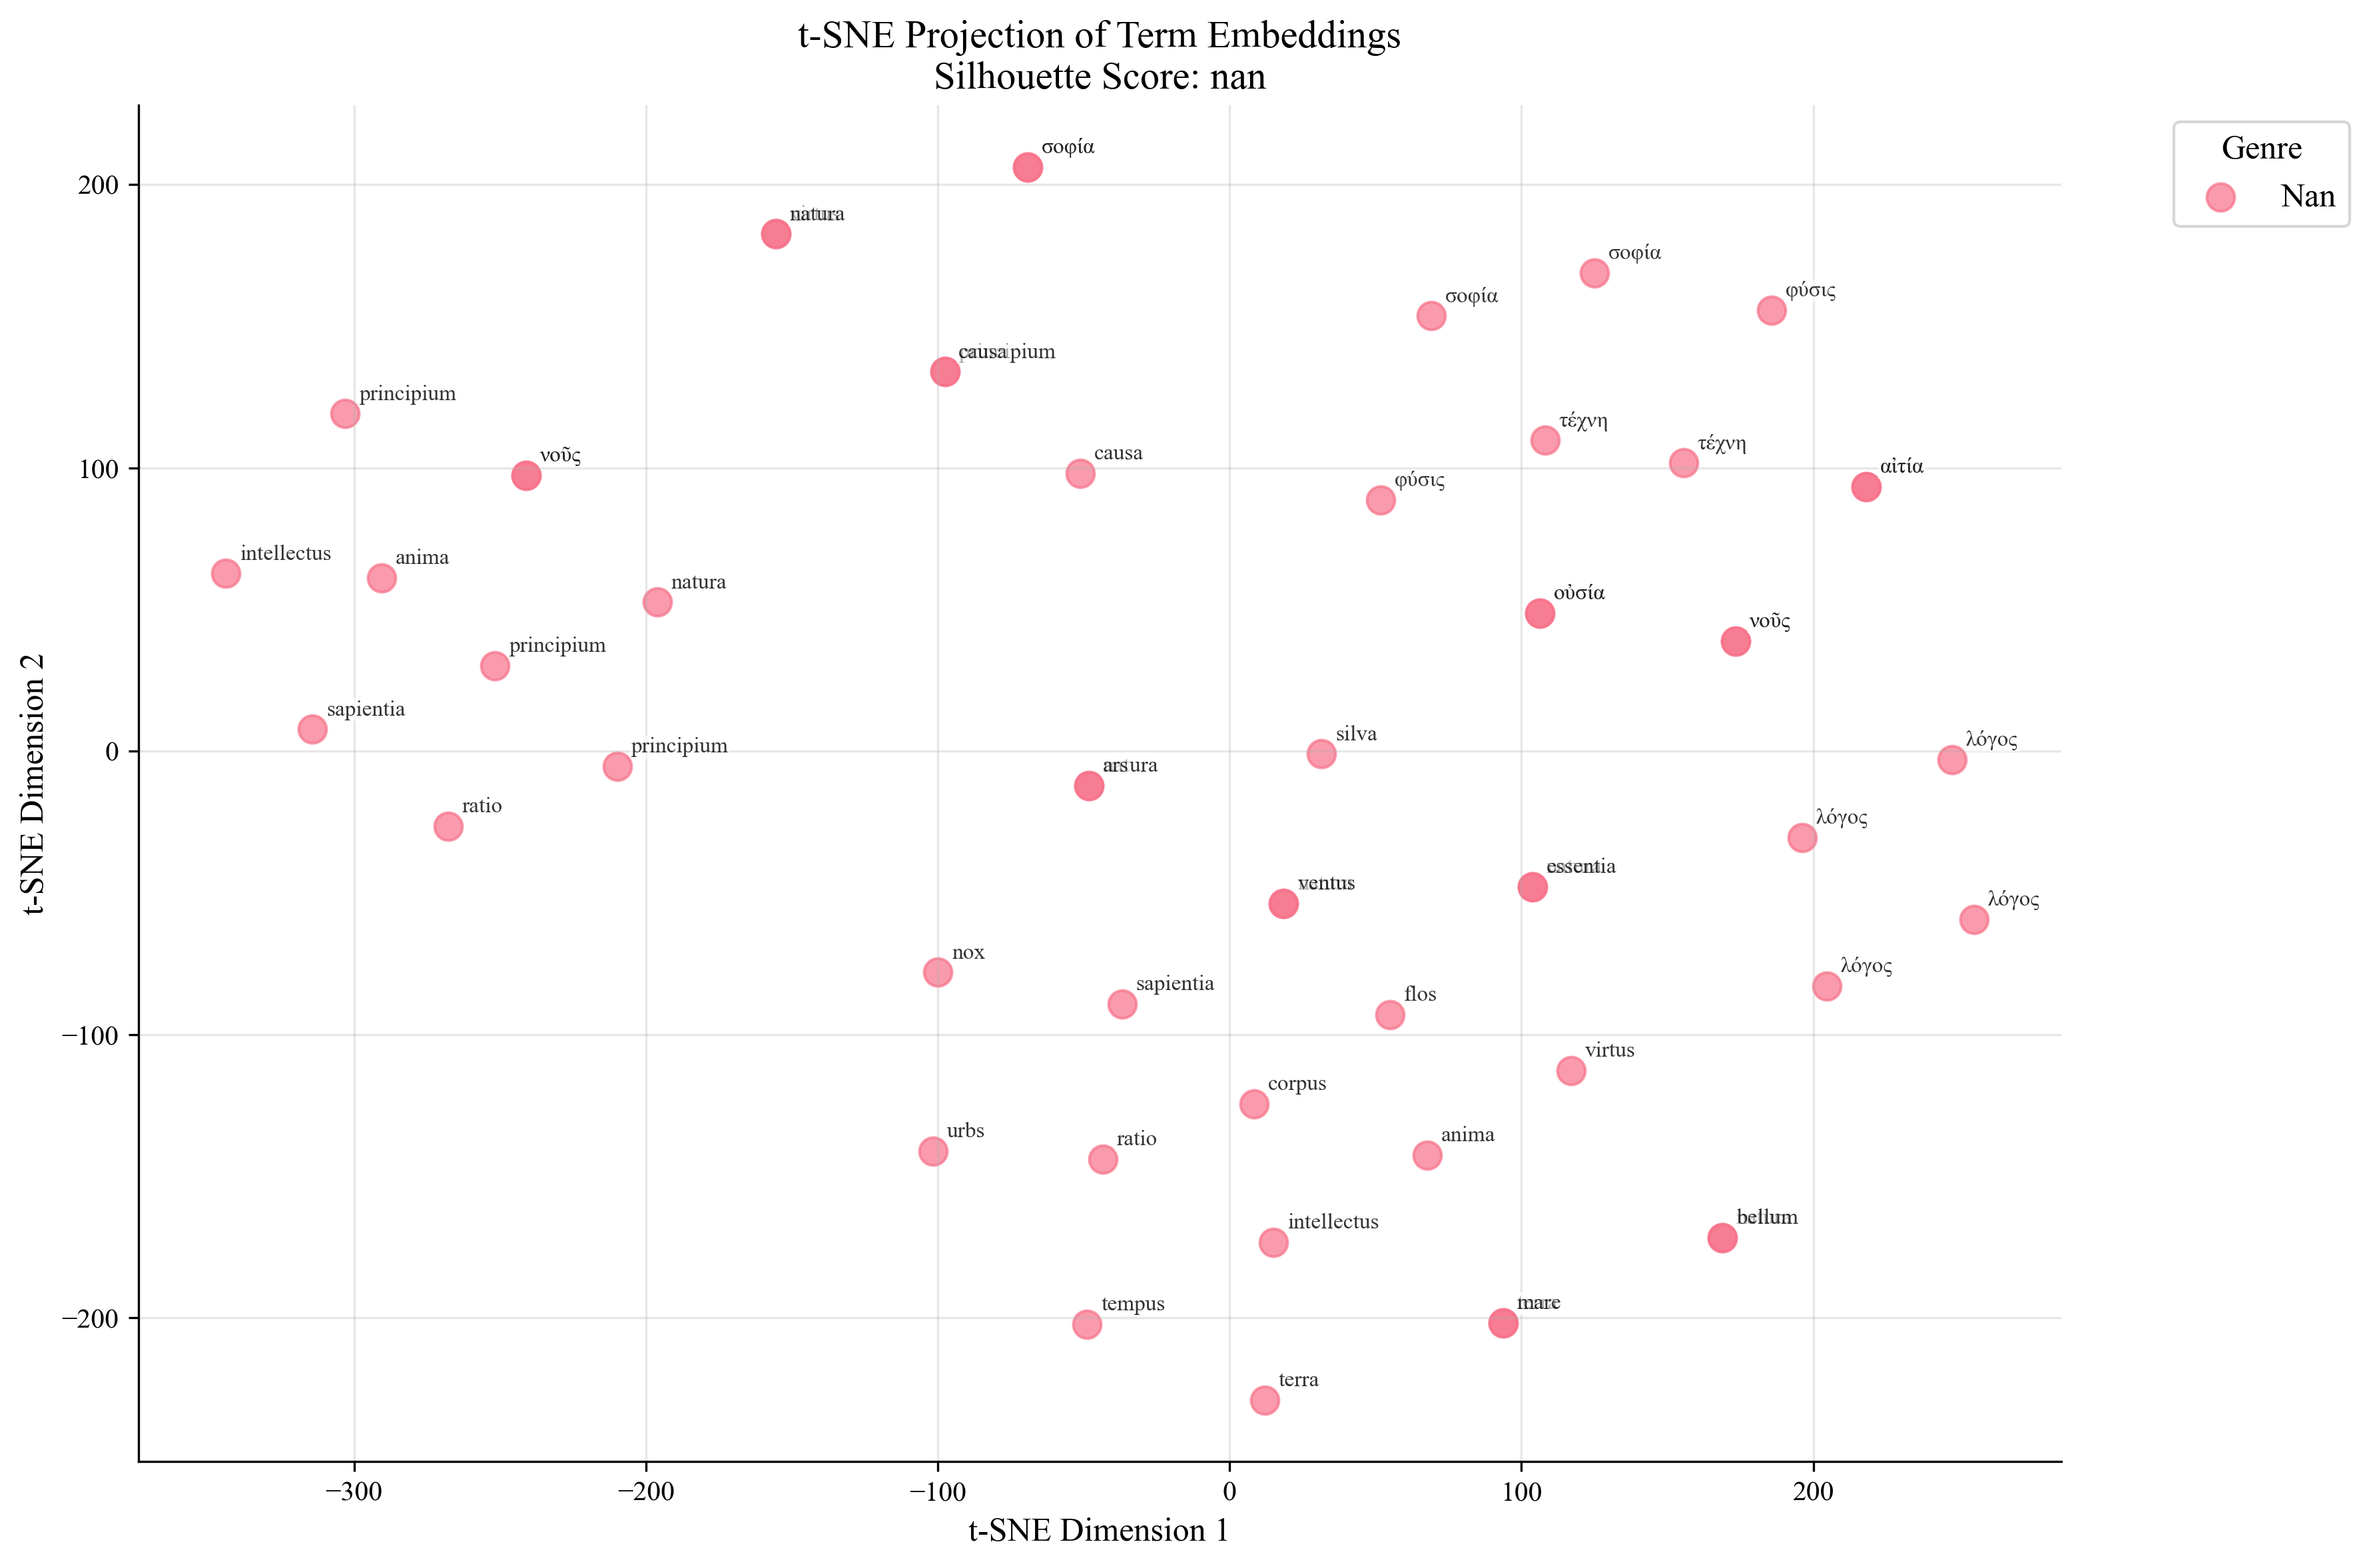 t-SNE Projection of Term Embeddings
Silhouette Score: nan
Genre
Nan
σοφία
natura
σοφία
φύσις
σοφία
causa
principium
τέχνη
τέχνη
νοῦς
causa
αἰτία
φύσις
intellectus
anima
natura
οὐσία
νοῦς
principium
sapientia
principium
silva
λόγος
ars
ratio
λόγος
essentia
ventus
λόγος
nox
sapientia
λόγος
flos
virtus
corpus
urbs
ratio
anima
intellectus
bellum
tempus
mare
terra
200
100
0
−100
−200
−300
−200
−100
0
100
200
t-SNE Dimension 1
t-SNE Dimension 2